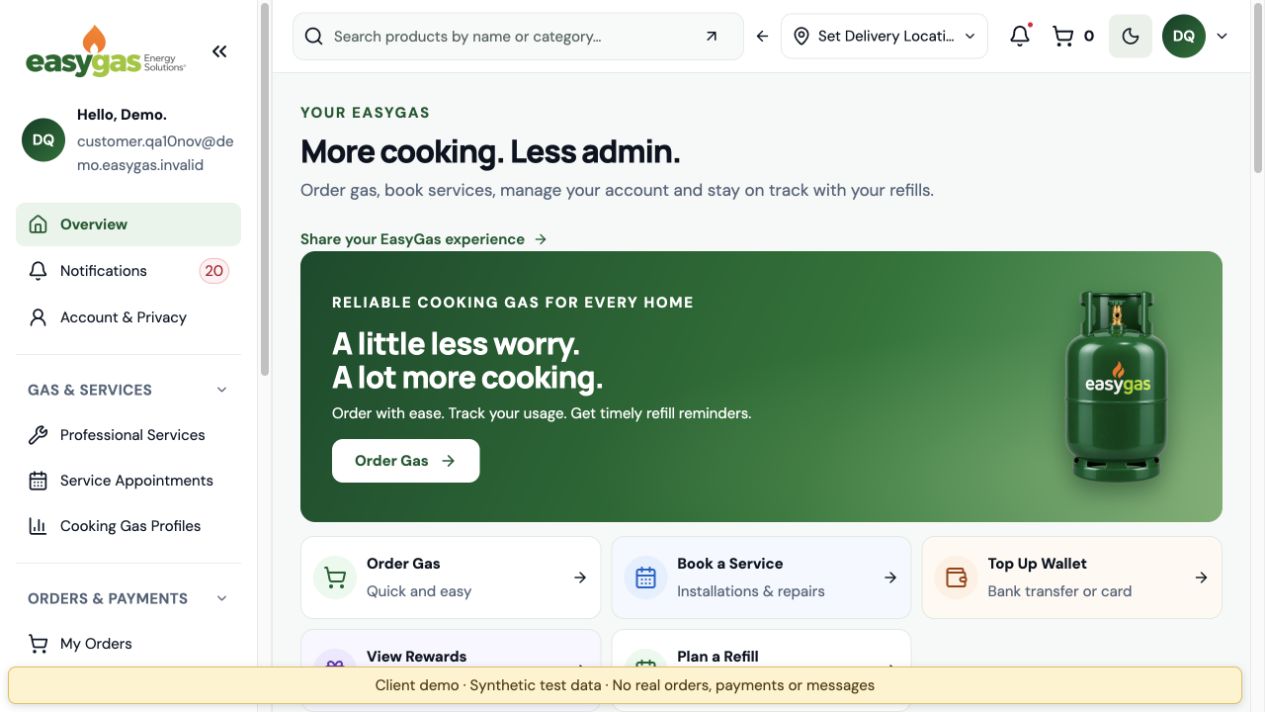 easygas Energy Solutions
Hello, Demo.
DQ
customer.qa10nov@de
mo.easygas.invalid
Overview
Notifications 20
Account & Privacy
GAS & SERVICES
Professional Services
Service Appointments
Cooking Gas Profiles
ORDERS & PAYMENTS
My Orders
Search products by name or category...
Set Delivery Locati...
0
DQ
YOUR EASYGAS
More cooking. Less admin.
Order gas, book services, manage your account and stay on track with your refills.
Share your EasyGas experience
RELIABLE COOKING GAS FOR EVERY HOME
A little less worry.
A lot more cooking.
Order with ease. Track your usage. Get timely refill reminders.
Order Gas
easygas
Order Gas
Quick and easy
Book a Service
Installations & repairs
Top Up Wallet
Bank transfer or card
View Rewards
Plan a Refill
Client demo · Synthetic test data · No real orders, payments or messages